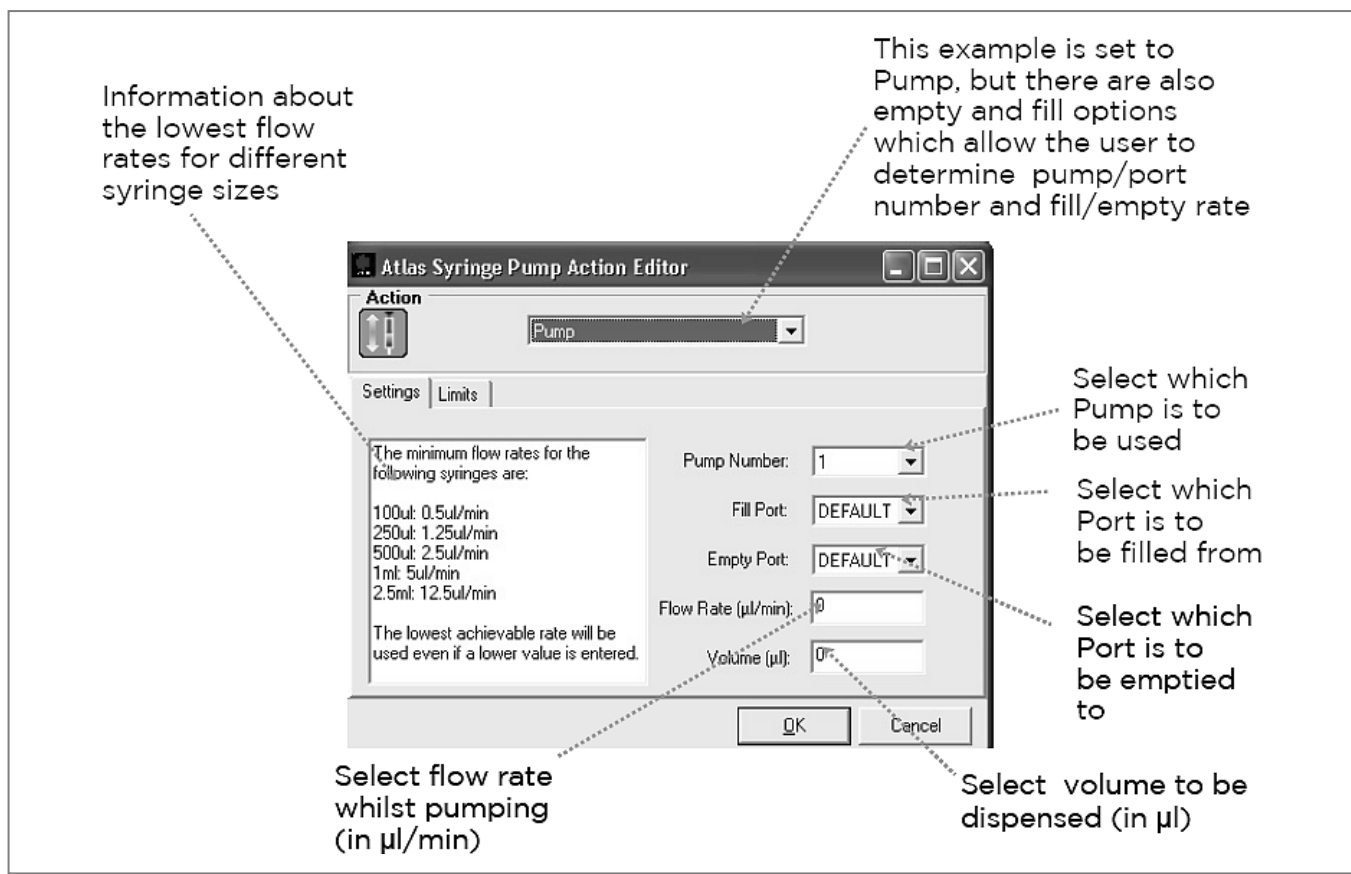 This example is set to
Pump, but there are also
empty and fill options
which allow the user to
determine pump/port
number and fill/empty rate
Information about
the lowest flow
rates for different
syringe sizes
Atlas Syringe Pump Action Editor
Action
Pump
Settings
Limits
The minimum flow rates for the
following syringes are:
100ul: 0.5ul/min
250ul: 1.25ul/min
500ul: 2.5ul/min
1ml: 5ul/min
2.5ml: 12.5ul/min
The lowest achievable rate will be
used even if a lower value is entered.
Pump Number:
1
Fill Port:
DEFAULT
Empty Port:
DEFAULT
Flow Rate (µl/min):
0
Volume (µl):
0
OK
Cancel
Select which
Pump is to
be used
Select which
Port is to
be filled from
Select which
Port is to
be emptied
to
Select flow rate
whilst pumping
(in µl/min)
Select volume to be
dispensed (in µl)